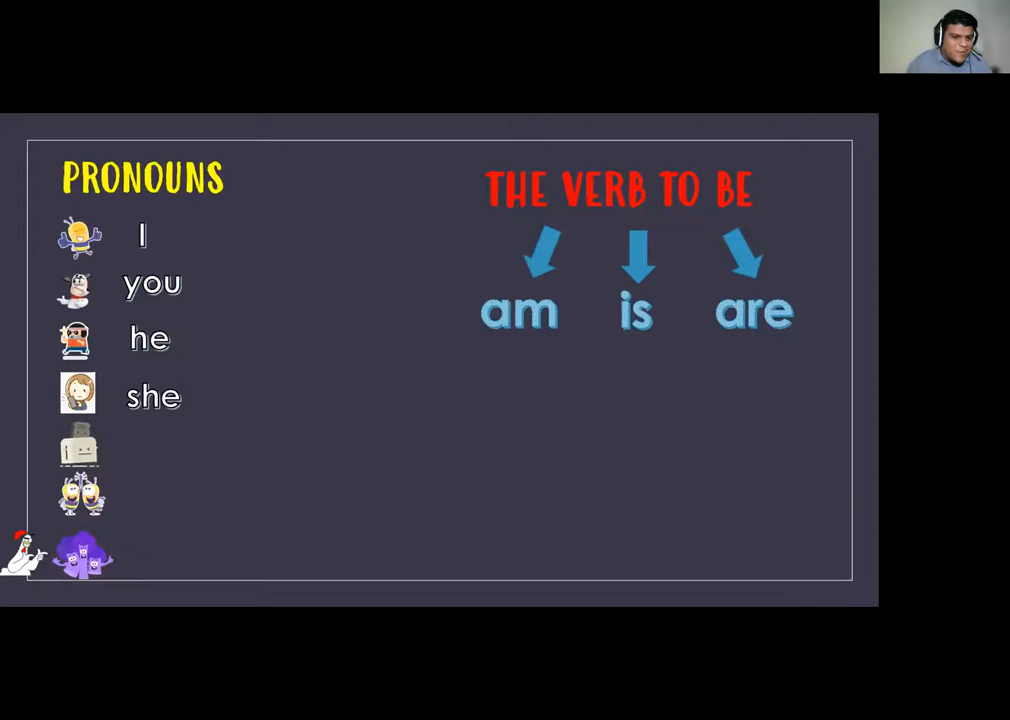 PRONOUNS
I
you
he
she
THE VERB TO BE
am is are